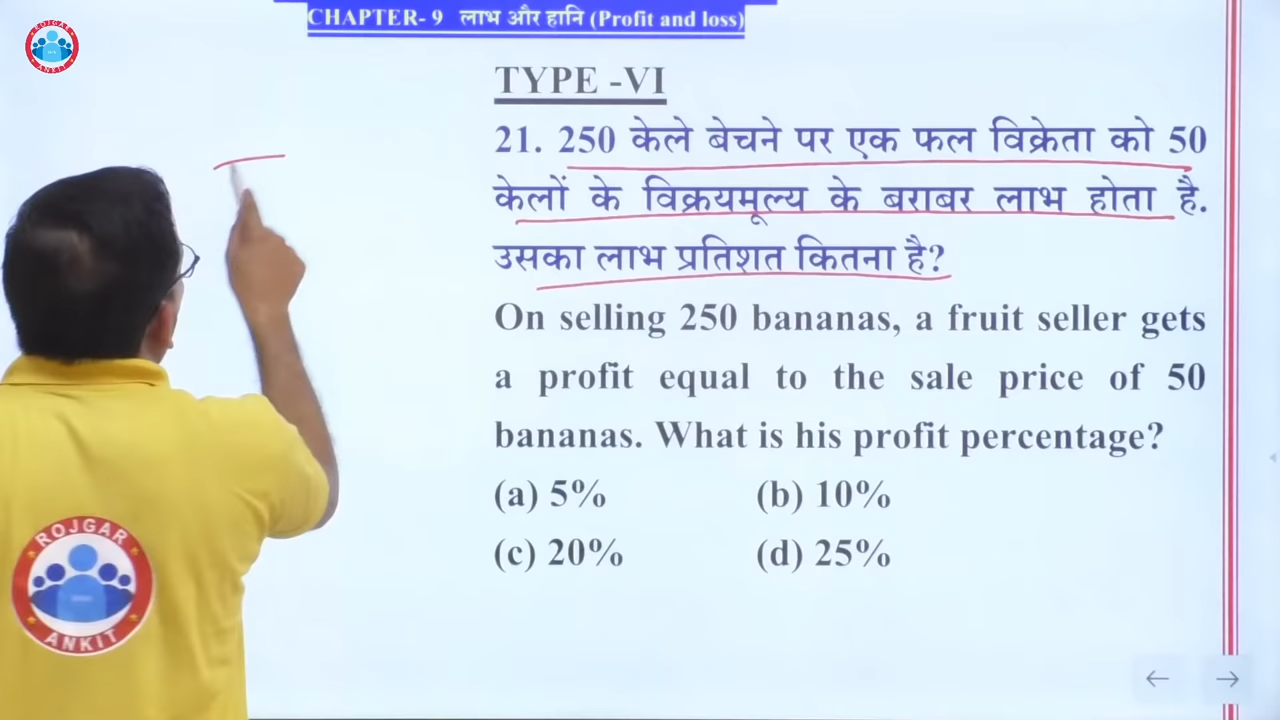 CHAPTER- 9 लाभ और हानि (Profit and loss)
ROJGAR
ANKIT
TYPE -VI
21. 250 केले बेचने पर एक फल विक्रेता को 50
केलों के विक्रयमूल्य के बराबर लाभ होता है.
उसका लाभ प्रतिशत कितना है?
On selling 250 bananas, a fruit seller gets
a profit equal to the sale price of 50
bananas. What is his profit percentage?
(a) 5% (b) 10%
(c) 20% (d) 25%
ROJGAR
ANKIT